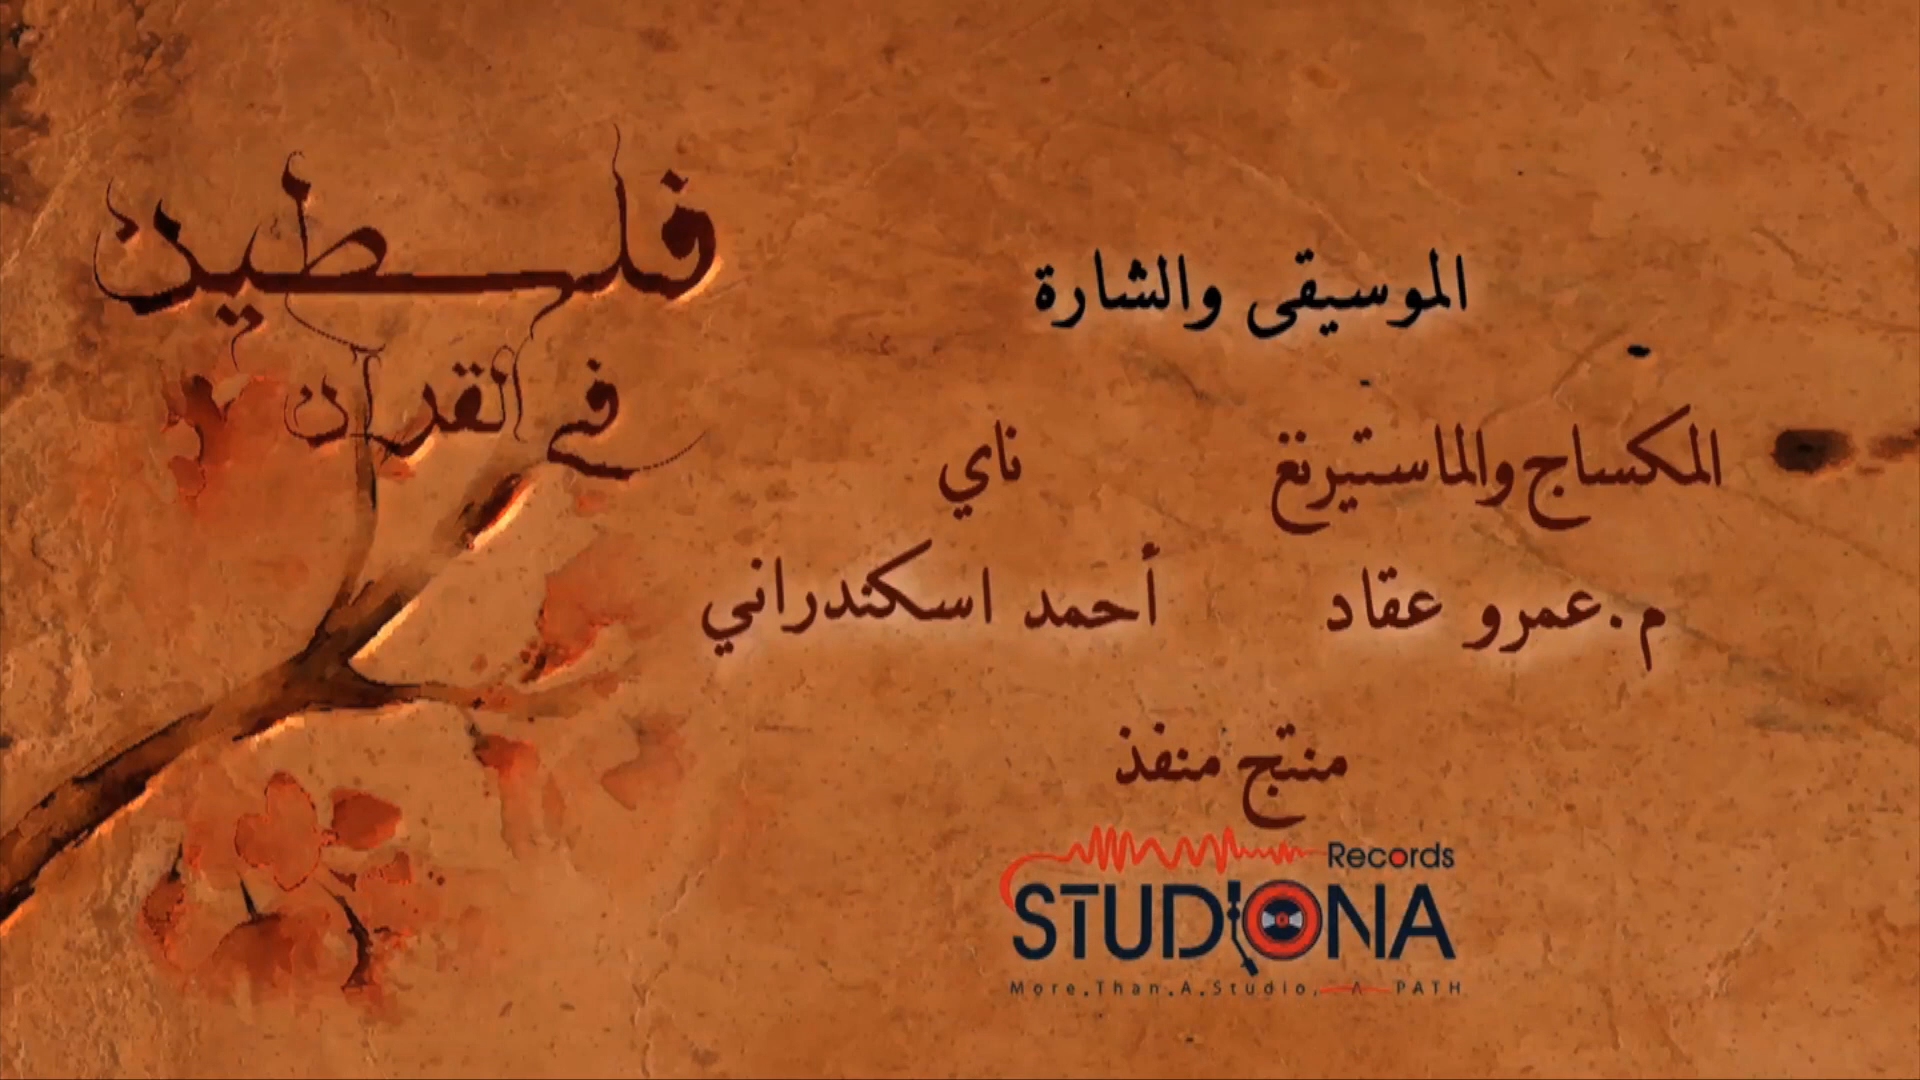 فلسطين
في القرآن
الموسيقى والشارة
المكساج والماستيرنغ
م.عمرو عقاد
ناي
أحمد اسكندراني
منتج منفذ
Records
STUDIONA
More.Than.A.Studio, A PATH